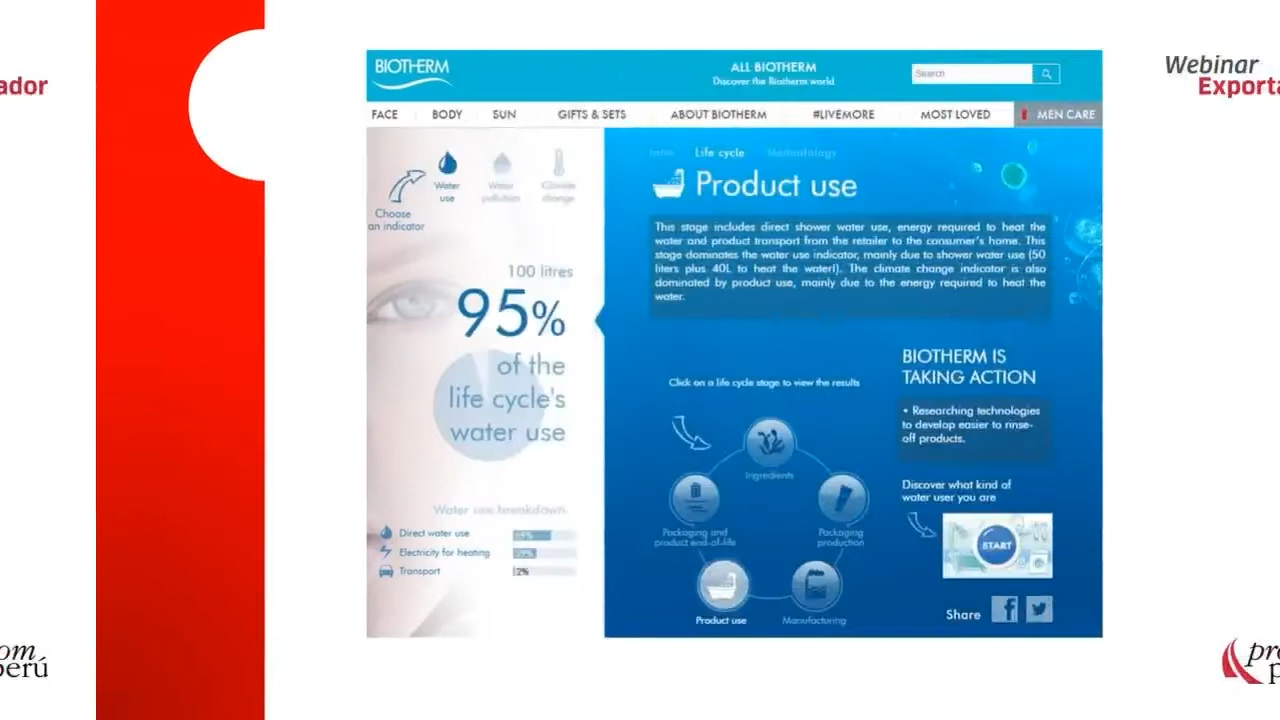 ador
Webinar
Exporta
BIOTHERM
ALL BIOTHERM
Discover the Biotherm world
Search
FACE
BODY
SUN
GIFTS & SETS
ABOUT BIOTHERM
#LIVEMORE
MOST LOVED
MEN CARE
Choose
an indicator
Water
use
Water
pollution
Climate
change
100 litres
95%
of the
life cycle's
water use
Water use breakdown
Direct water use
Electricity for heating
Transport
2%
Life cycle
Methodology
Product use
This stage includes direct shower water use, energy required to heat the
water and product transport from the retailer to the consumer's home. This
stage dominates the water use indicator, mainly due to shower water use (50
liters plus 40L to heat the water!). The climate change indicator is also
dominated by product use, mainly due to the energy required to heat the
water.
Click on a life cycle stage to view the results
Ingredients
Packaging and
product end-of-life
Packaging
production
Product use
Manufacturing
BIOTHERM IS
TAKING ACTION
• Researching technologies
to develop easier to rinse-
off products.
Discover what kind of
water user you are
START
Share
om
perú
pro
p